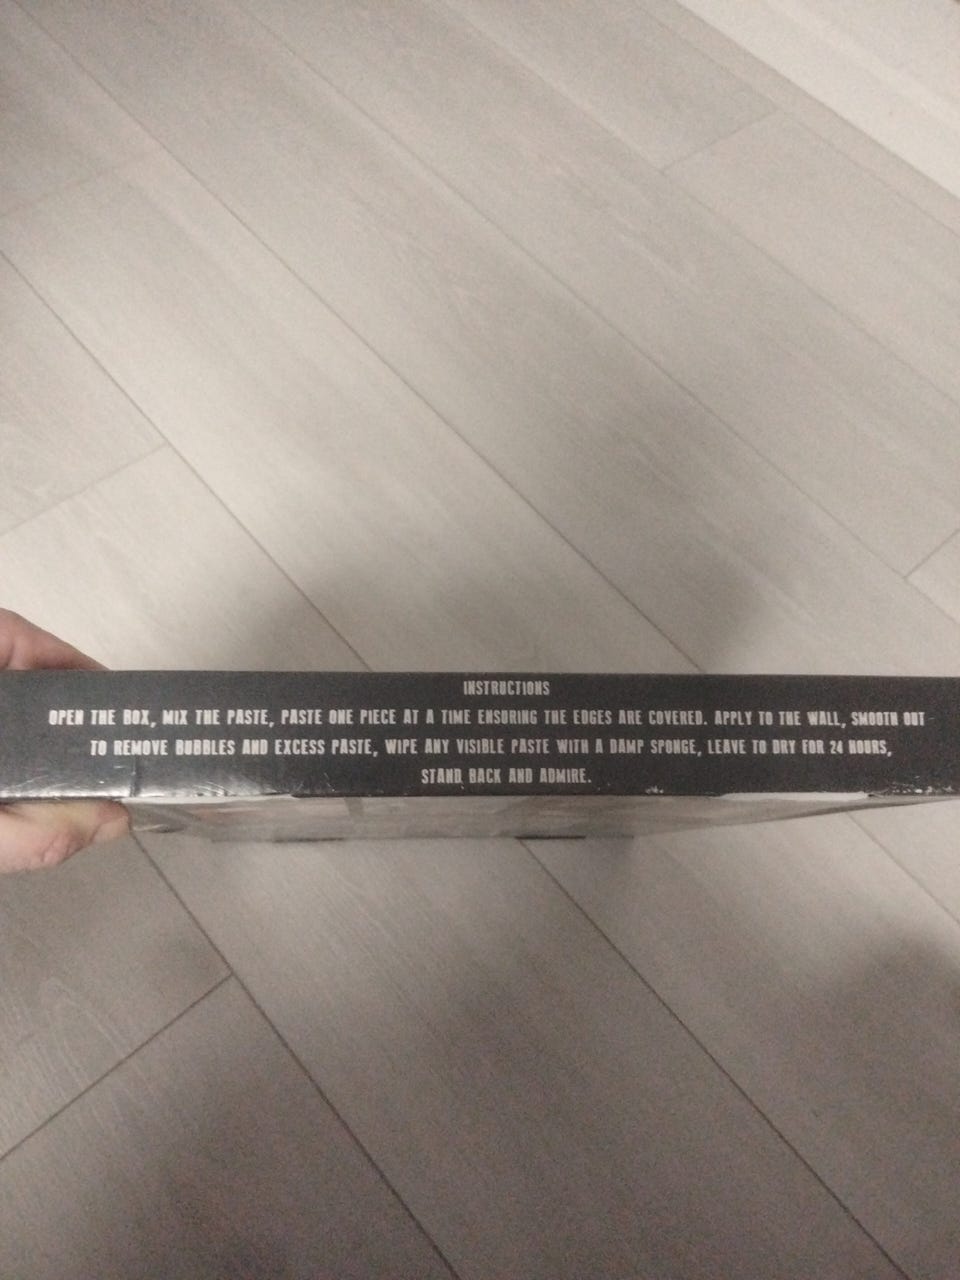 INSTRUCTIONS
OPEN THE BOX, MIX THE PASTE, PASTE ONE PIECE AT A TIME ENSURING THE EDGES ARE COVERED. APPLY TO THE WALL, SMOOTH OUT
TO REMOVE BUBBLES AND EXCESS PASTE, WIPE ANY VISIBLE PASTE WITH A DAMP SPONGE, LEAVE TO DRY FOR 24 HOURS,
STAND BACK AND ADMIRE.